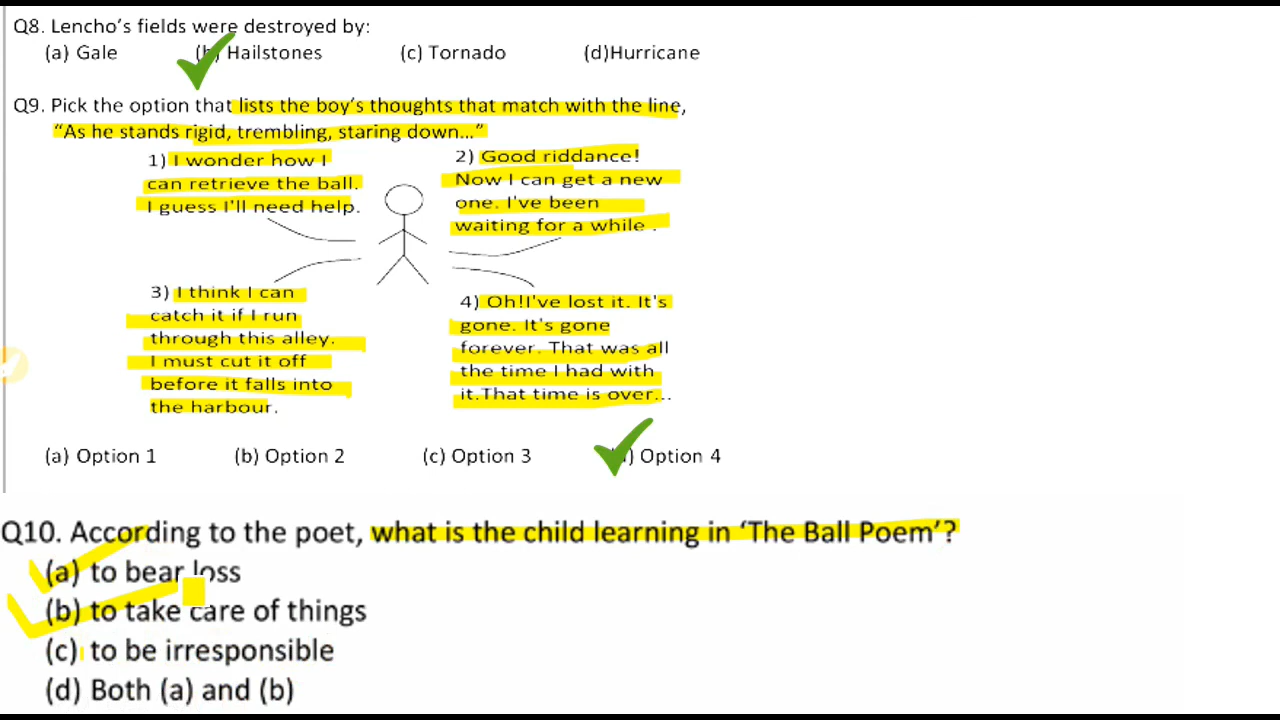 Q8. Lencho's fields were destroyed by:
(a) Gale (b) Hailstones (c) Tornado (d)Hurricane
Q9. Pick the option that lists the boy's thoughts that match with the line,
“As he stands rigid, trembling, staring down...”
1) I wonder how I
can retrieve the ball.
I guess I'll need help.
2) Good riddance!
Now I can get a new
one. I've been
waiting for a while .
3) I think I can
catch it if I run
through this alley.
I must cut it off
before it falls into
the harbour.
4) Oh!I've lost it. It's
gone. It's gone
forever. That was all
the time I had with
it.That time is over...
(a) Option 1 (b) Option 2 (c) Option 3 (d) Option 4
Q10. According to the poet, what is the child learning in ‘The Ball Poem’?
(a) to bear loss
(b) to take care of things
(c) to be irresponsible
(d) Both (a) and (b)